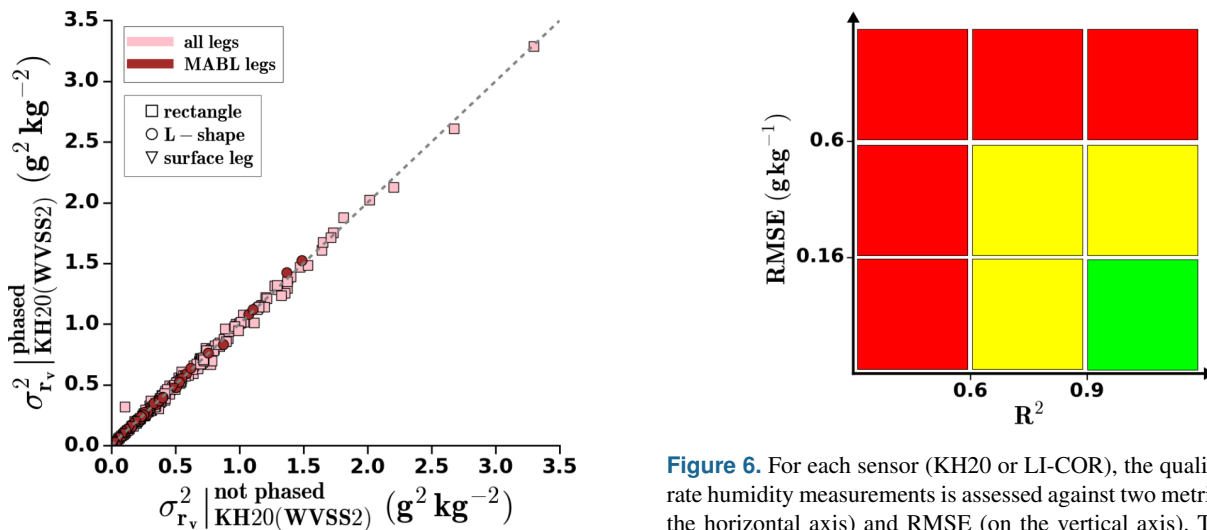 3.5
3.0
2.5
2.0
1.5
1.0
0.5
0.0
0.0 0.5 1.0 1.5 2.0 2.5 3.0 3.5
σ²_{r_v}|^{phased}_{KH20(WVSS2)} (g² kg⁻²)
σ²_{r_v}|^{not phased}_{KH20(WVSS2)} (g² kg⁻²)
all legs
MABL legs
rectangle
L − shape
surface leg
RMSE (g kg⁻¹)
0.6
0.16
0.6 0.9
R²
Figure 6. For each sensor (KH20 or LI-COR), the quali
rate humidity measurements is assessed against two metri
the horizontal axis) and RMSE (on the vertical axis). T